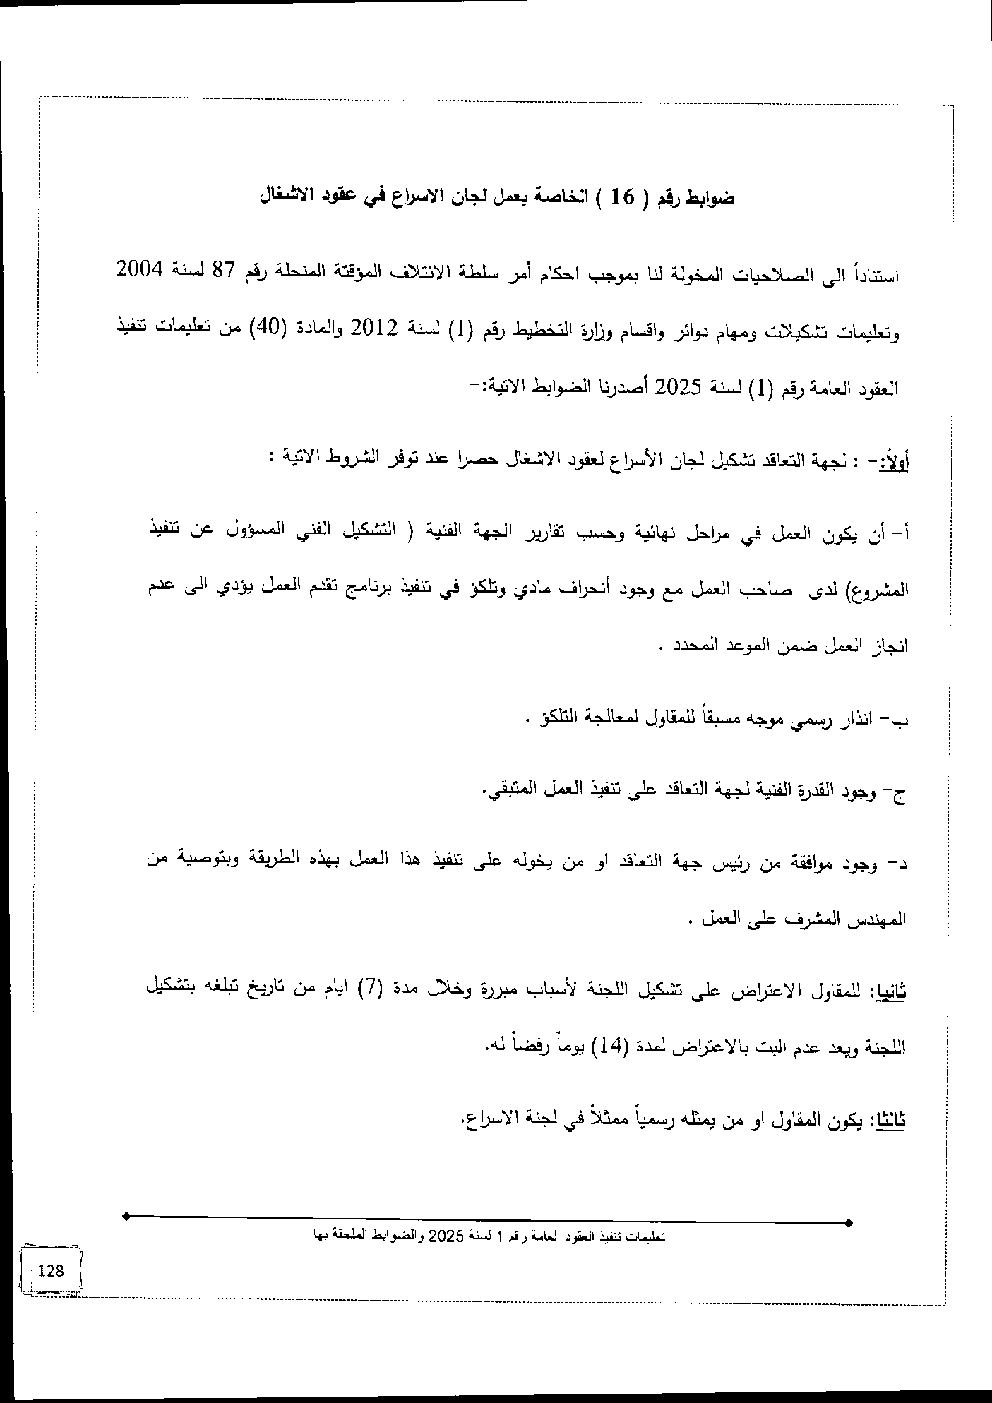 ضوابط رقم ( 16 ) الخاصة بعمل لجان الاسراع في عقود الاشغال
استناداً الى الصلاحيات المخولة لنا بموجب احكام أمر سلطة الائتلاف المؤقتة المنحلة رقم 87 لسنة 2004
وتعليمات تشكيلات ومهام دوائر واقسام وزارة التخطيط رقم (1) لسنة 2012 والمادة (40) من تعليمات تنفيذ
العقود العامة رقم (1) لسنة 2025 أصدرنا الضوابط الاتية:-
أولاً:- : لجهة التعاقد تشكيل لجان الأسراع لعقود الاشغال حصرا عند توفر الشروط الاتية :
أ- أن يكون العمل في مراحل نهائية وحسب تقارير الجهة الفنية ( التشكيل الفني المسؤول عن تنفيذ
المشروع) لدى صاحب العمل مع وجود أنحراف مادي وتلكؤ في تنفيذ برنامج تقدم العمل يؤدي الى عدم
انجاز العمل ضمن الموعد المحدد .
ب- انذار رسمي موجه مسبقاً للمقاول لمعالجة التلكؤ .
ج- وجود القدرة الفنية لجهة التعاقد على تنفيذ العمل المتبقي.
د- وجود موافقة من رئيس جهة التعاقد او من يخوله على تنفيذ هذا العمل بهذه الطريقة وبتوصية من
المهندس المشرف على العمل .
ثانيا: للمقاول الاعتراض على تشكيل اللجنة لأسباب مبررة وخلال مدة (7) ايام من تاريخ تبلغه بتشكيل
اللجنة ويعد عدم البت بالاعتراض لمدة (14) يوماً رفضاً له.
ثالثا: يكون المقاول او من يمثله رسمياً ممثلاً في لجنة الاسراع.
تعليمات تنفيذ العقود العامة رقم 1 لسنة 2025 والضوابط الملحقة بها
128